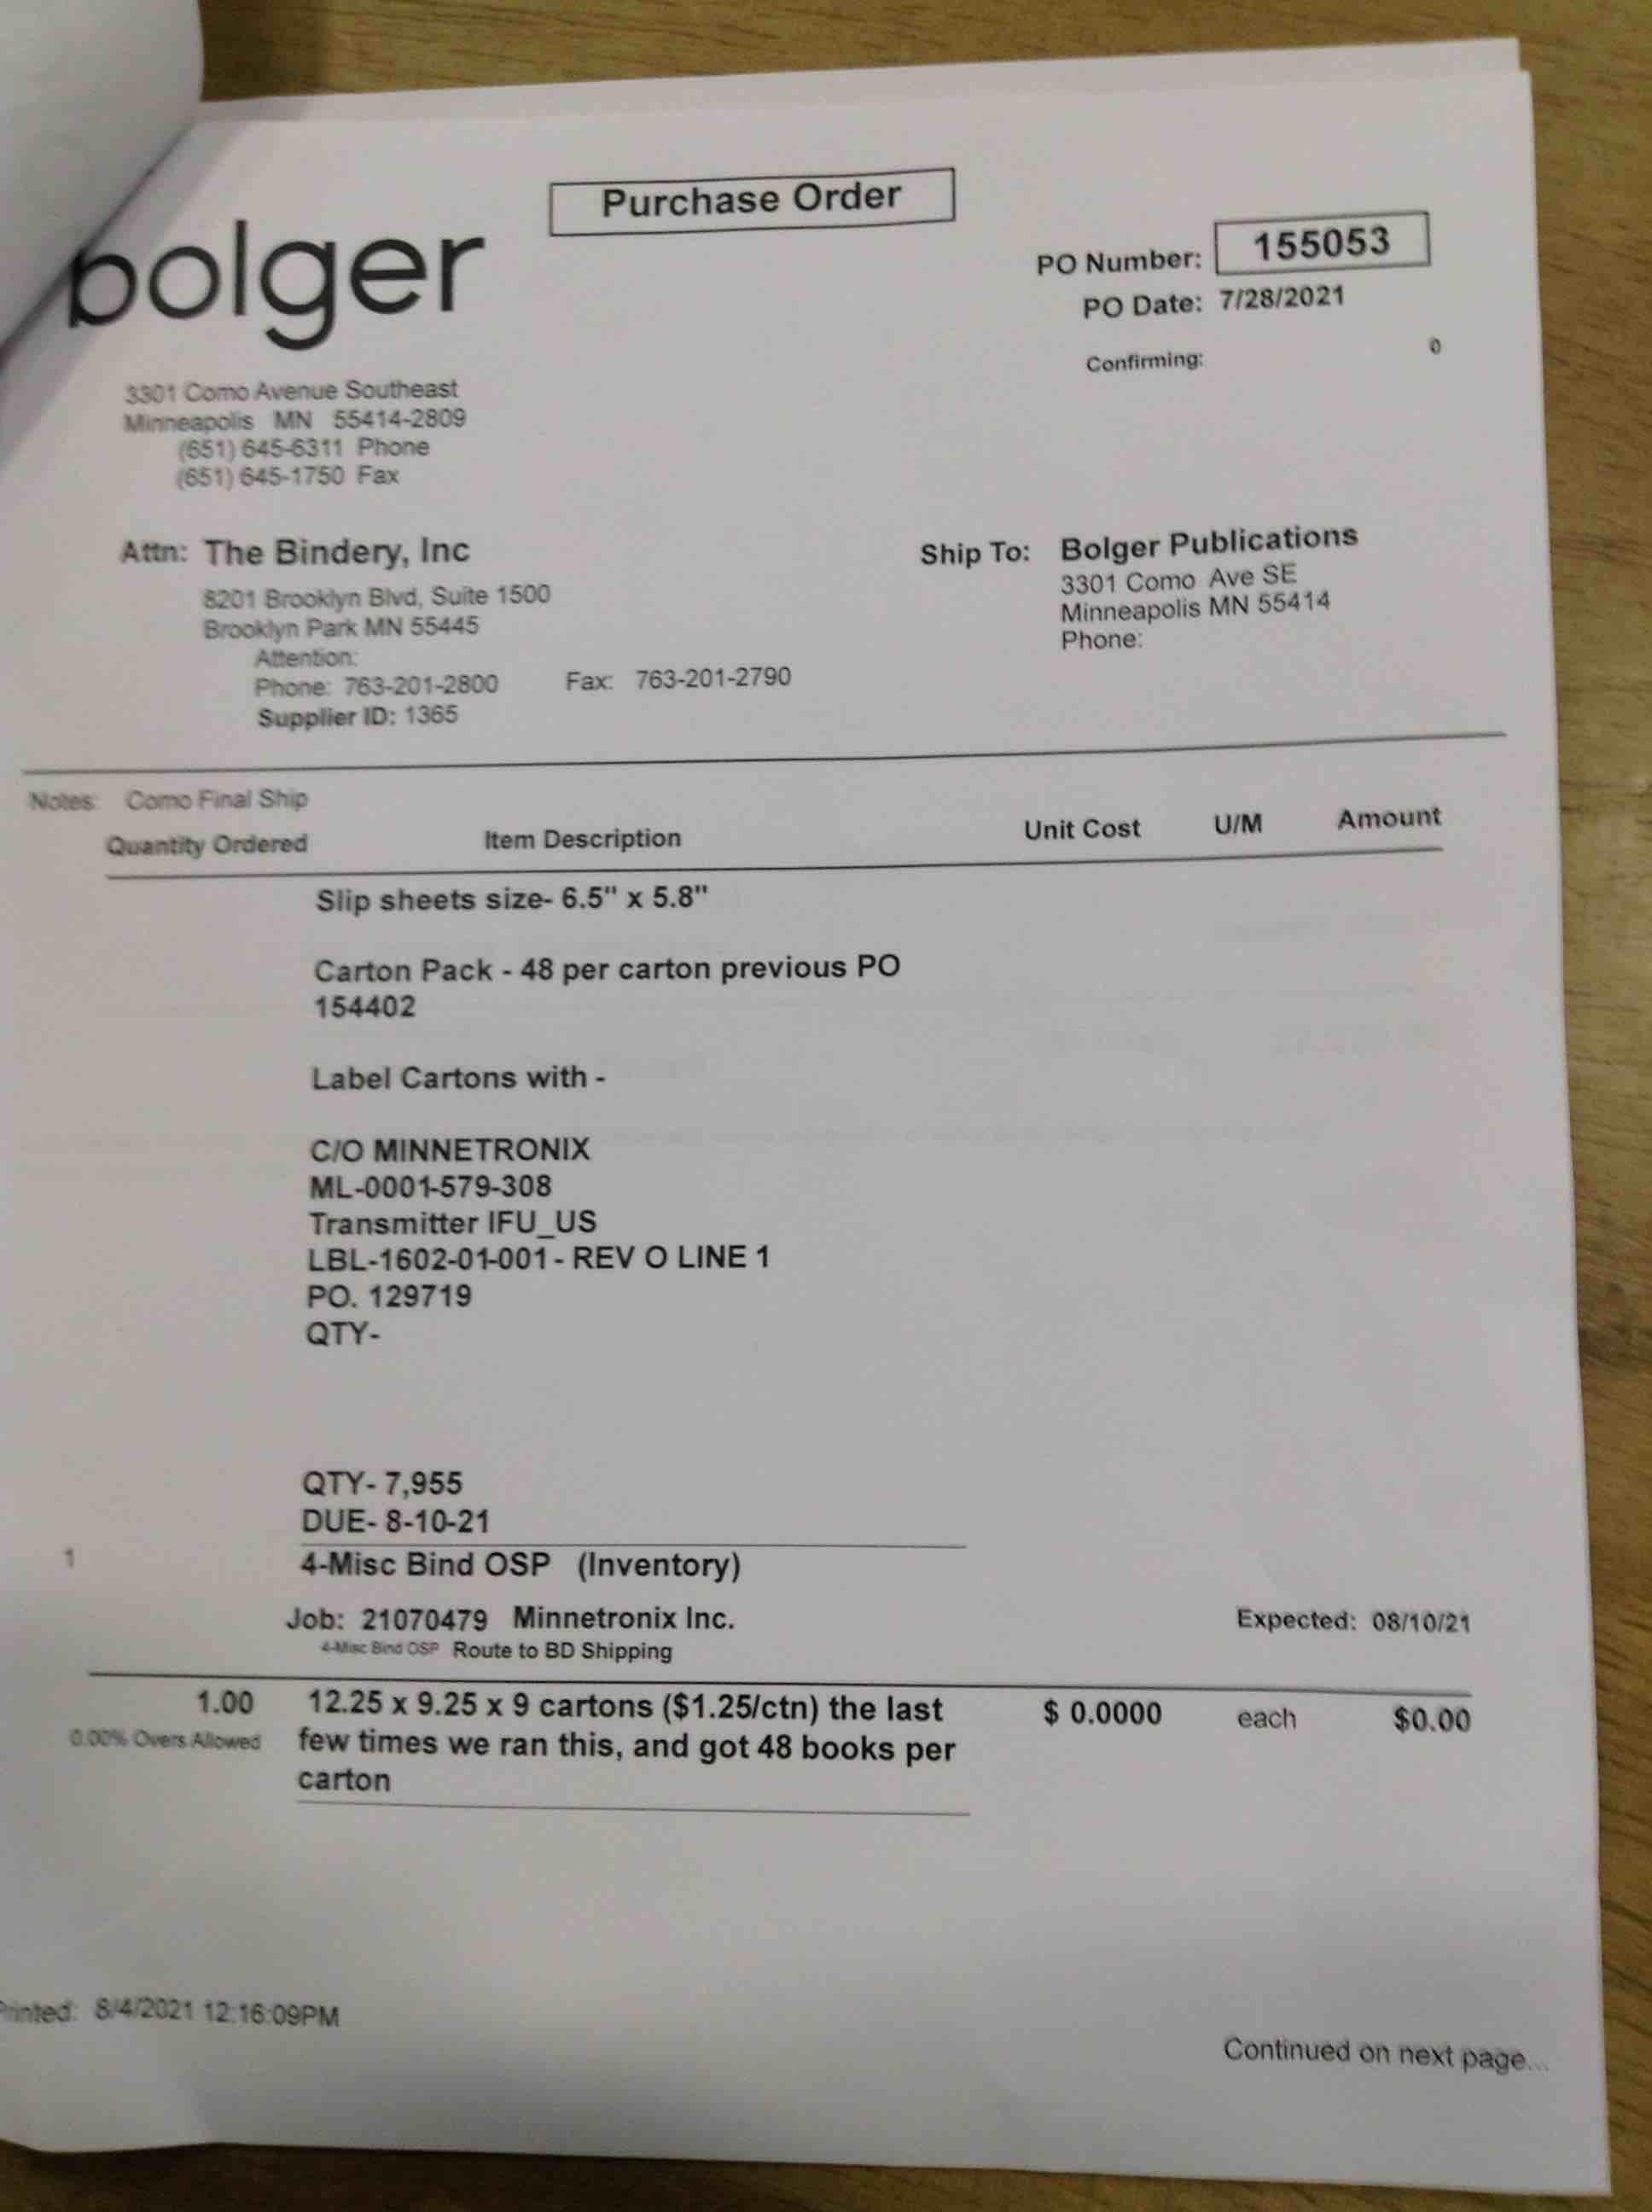 Purchase Order
bolger
PO Number: 155053
PO Date: 7/28/2021
Confirming: 0
3301 Como Avenue Southeast
Minneapolis MN 55414-2809
(651) 645-6311 Phone
(651) 645-1750 Fax
Attn: The Bindery, Inc
8201 Brooklyn Blvd, Suite 1500
Brooklyn Park MN 55445
Attention:
Phone: 763-201-2800 Fax: 763-201-2790
Supplier ID: 1365
Ship To: Bolger Publications
3301 Como Ave SE
Minneapolis MN 55414
Phone:
Notes: Como Final Ship
Quantity Ordered Item Description Unit Cost U/M Amount
Slip sheets size- 6.5" x 5.8"
Carton Pack - 48 per carton previous PO
154402
Label Cartons with -
C/O MINNETRONIX
ML-0001-579-308
Transmitter IFU_US
LBL-1602-01-001 - REV O LINE 1
PO. 129719
QTY-
QTY- 7,955
DUE- 8-10-21
1 4-Misc Bind OSP (Inventory)
Job: 21070479 Minnetronix Inc. Expected: 08/10/21
4-Misc Bind OSP Route to BD Shipping
1.00 12.25 x 9.25 x 9 cartons ($1.25/ctn) the last $ 0.0000 each $0.00
0.00% Overs Allowed few times we ran this, and got 48 books per
carton
Printed: 8/4/2021 12:16:09PM
Continued on next page...